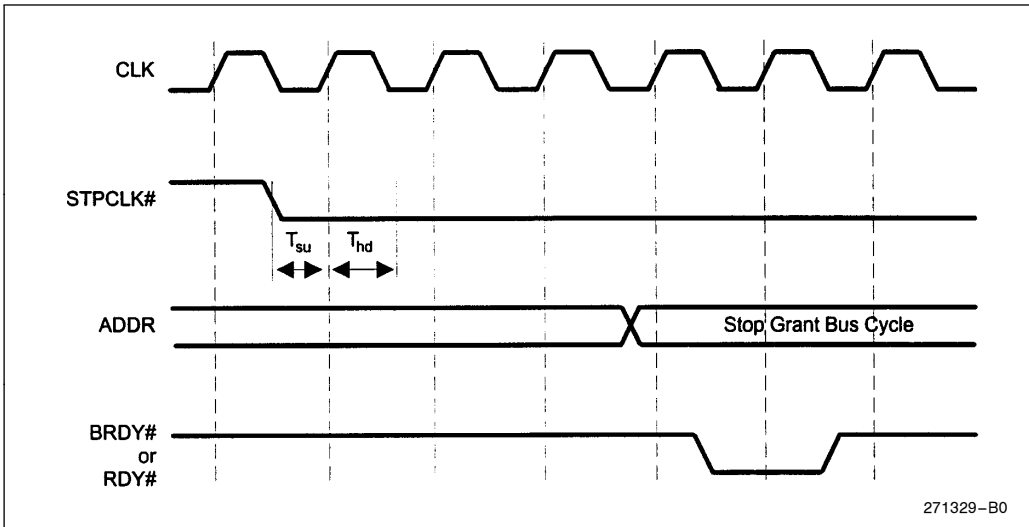 CLK
STPCLK#
Tsu Thd
ADDR
Stop Grant Bus Cycle
BRDY#
or
RDY#
271329–B0